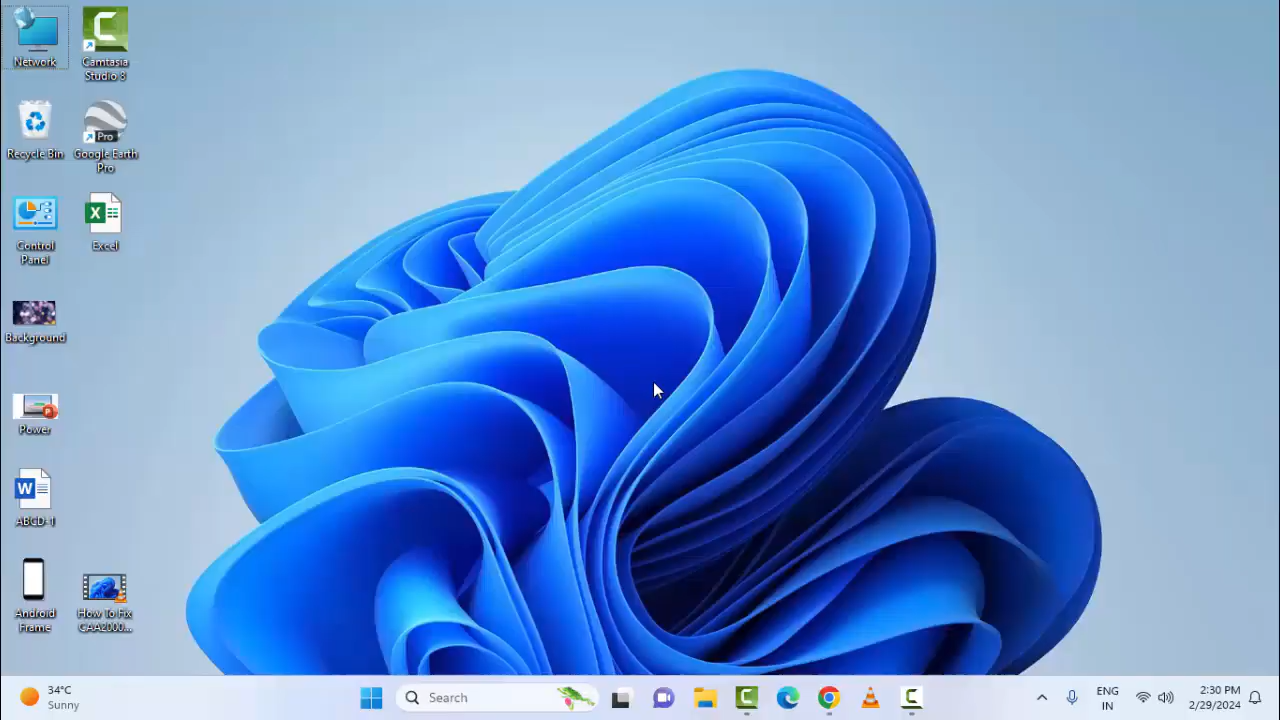 Network
Camtasia
Studio 8
Recycle Bin
Pro
Google Earth
Pro
Control
Panel
X
Excel
Background
P
Power
W
ABCD-1
Android
Frame
How To Fix
CAA2000...
34°C
Sunny
Search
ENG
IN
2:30 PM
2/29/2024